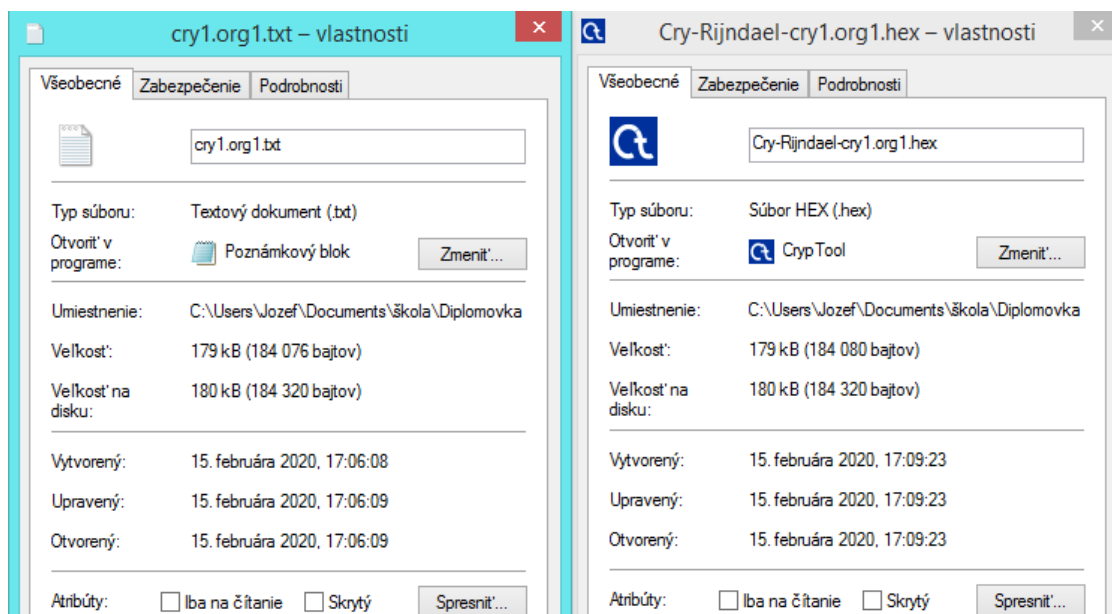 cry1.org1.txt – vlastnosti
Všeobecné Zabezpečenie Podrobnosti
cry1.org1.txt
Typ súboru: Textový dokument (.txt)
Otvoriť v programe: Poznámkový blok Zmeniť...
Umiestnenie: C:\Users\Jozef\Documents\škola\Diplomovka
Veľkosť: 179 kB (184 076 bajtov)
Veľkosť na disku: 180 kB (184 320 bajtov)
Vytvorený: 15. februára 2020, 17:06:08
Upravený: 15. februára 2020, 17:06:09
Otvorený: 15. februára 2020, 17:06:09
Atribúty: Iba na čítanie Skrytý Spresniť...
Cry-Rijndael-cry1.org1.hex – vlastnosti
Všeobecné Zabezpečenie Podrobnosti
Cry-Rijndael-cry1.org1.hex
Typ súboru: Súbor HEX (.hex)
Otvoriť v programe: CrypTool Zmeniť...
Umiestnenie: C:\Users\Jozef\Documents\škola\Diplomovka
Veľkosť: 179 kB (184 080 bajtov)
Veľkosť na disku: 180 kB (184 320 bajtov)
Vytvorený: 15. februára 2020, 17:09:23
Upravený: 15. februára 2020, 17:09:23
Otvorený: 15. februára 2020, 17:09:23
Atribúty: Iba na čítanie Skrytý Spresniť...